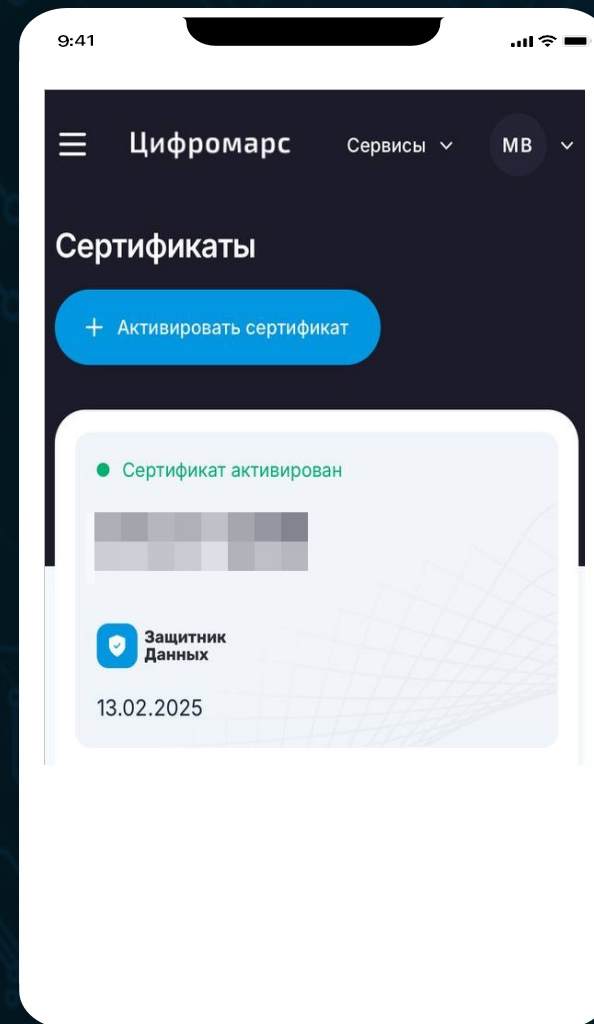 9:41
Цифромарс Сервисы МВ
Сертификаты
+ Активировать сертификат
Сертификат активирован
Защитник
Данных
13.02.2025